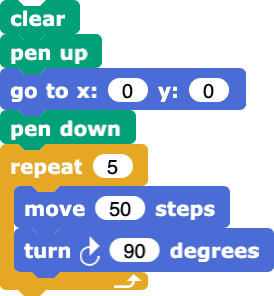 clear
pen up
go to x: 0 y: 0
pen down
repeat 5
move 50 steps
turn 90 degrees